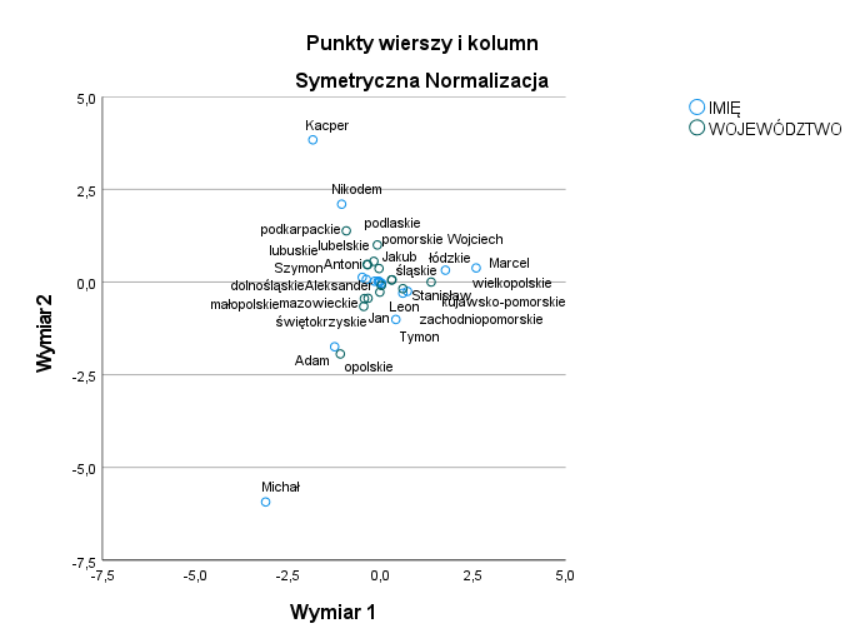 Punkty wierszy i kolumn
Symetryczna Normalizacja
5,0
IMIĘ
WOJEWÓDZTWO
Kacper
2,5
Nikodem
podlaskie
podkarpackie
lubelskie
pomorskie Wojciech
lubuskie
Jakub
łódzkie
Szymon
Antoni
śląskie
Marcel
0,0
dolnośląskie
Aleksander
wielkopolskie
Stanisław
małopolskie
mazowieckie
Leon
kujawsko-pomorskie
świętokrzyskie
Jan
zachodniopomorskie
Tymon
Wymiar 2
-2,5
Adam
opolskie
-5,0
Michał
-7,5
-7,5 -5,0 -2,5 0,0 2,5 5,0
Wymiar 1